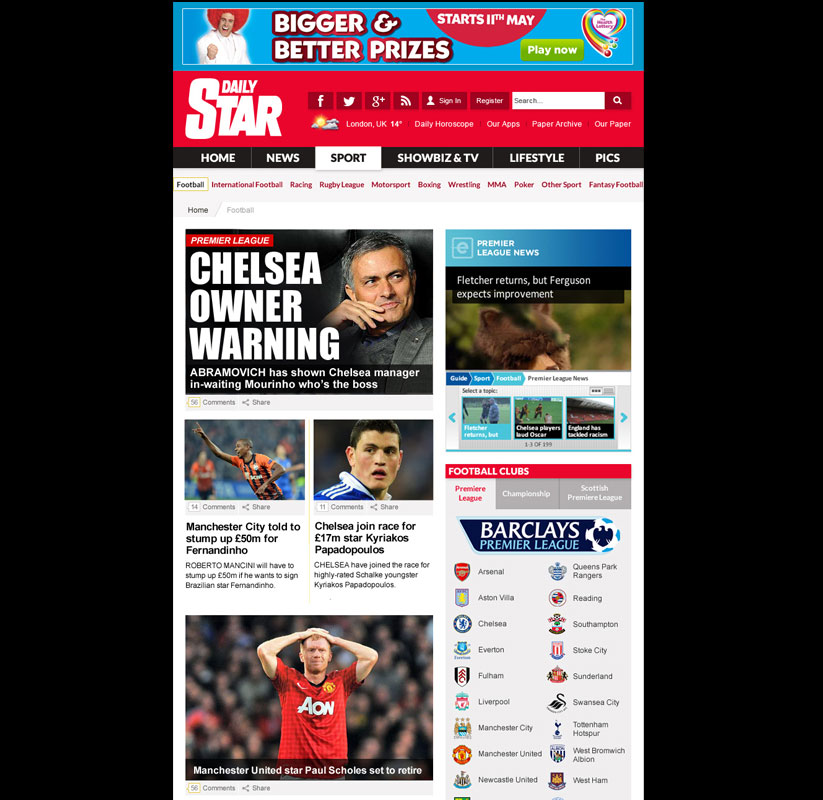 BIGGER &
BETTER PRIZES
STARTS 11TH MAY
Play now
The Health Lottery
DAILY
STAR
Sign In
Register
Search...
London, UK 14°
Daily Horoscope
Our Apps
Paper Archive
Our Paper
HOME
NEWS
SPORT
SHOWBIZ & TV
LIFESTYLE
PICS
Football
International Football
Racing
Rugby League
Motorsport
Boxing
Wrestling
MMA
Poker
Other Sport
Fantasy Football
Home
Football
PREMIER LEAGUE
CHELSEA
OWNER
WARNING
ABRAMOVICH has shown Chelsea manager
in-waiting Mourinho who's the boss
56 Comments Share
14 Comments Share
Manchester City told to
stump up £50m for
Fernandinho
ROBERTO MANCINI will have to
stump up £50m if he wants to sign
Brazilian star Fernandinho.
11 Comments Share
Chelsea join race for
£17m star Kyriakos
Papadopoulos
CHELSEA have joined the race for
highly-rated Schalke youngster
Kyriakos Papadopoulos.
AON
Manchester United star Paul Scholes set to retire
56 Comments Share
PREMIER
LEAGUE NEWS
Fletcher returns, but Ferguson
expects improvement
Guide Sport Football Premier League News
Select a topic:
Fletcher
returns, but
Chelsea players
laud Oscar
England has
tackled racism
1-3 OF 199
FOOTBALL CLUBS
Premiere
League
Championship
Scottish
Premiere League
BARCLAYS
PREMIER LEAGUE
Arsenal
Queens Park
Rangers
Aston Villa
Reading
Chelsea
Southampton
Everton
Stoke City
Fulham
Sunderland
Liverpool
Swansea City
Manchester City
Tottenham
Hotspur
Manchester United
West Bromwich
Albion
Newcastle United
West Ham